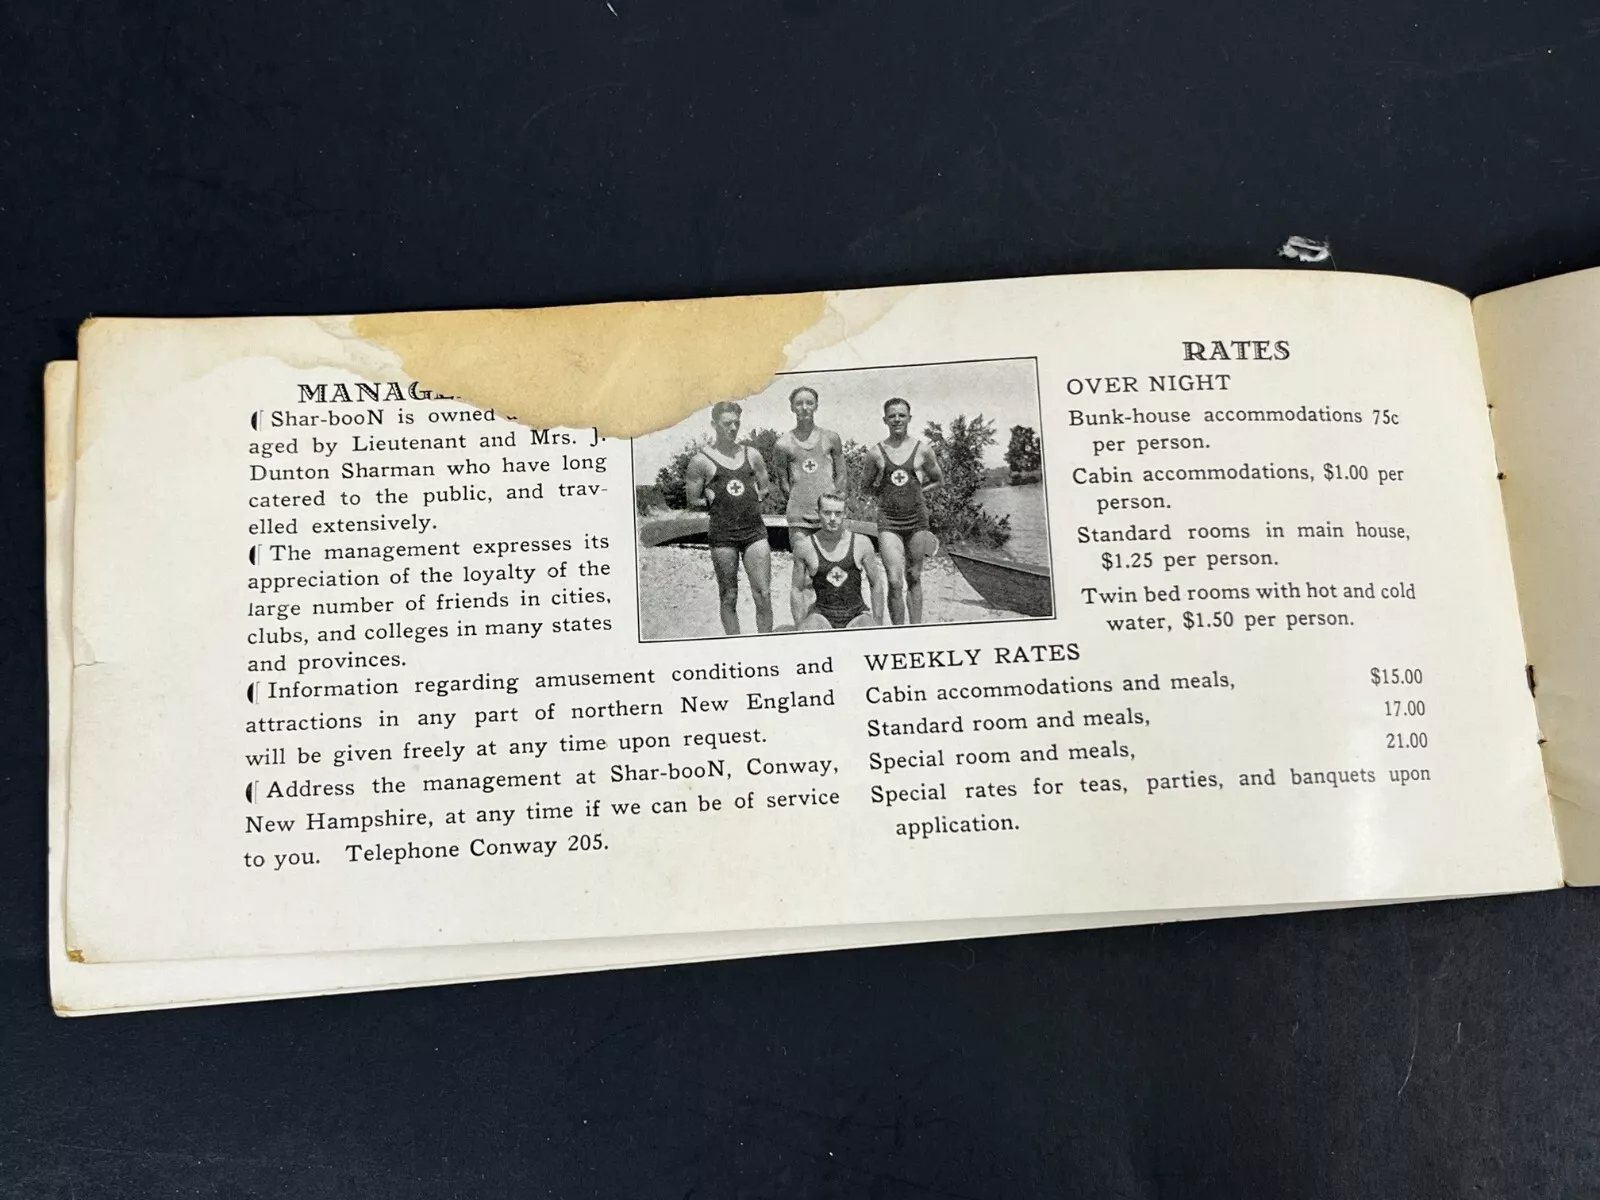 MANAG
Shar-booN is owned
aged by Lieutenant and Mrs. J.
Dunton Sharman who have long
catered to the public, and trav-
elled extensively.
The management expresses its
appreciation of the loyalty of the
large number of friends in cities,
clubs, and colleges in many states
and provinces.
Information regarding amusement conditions and
attractions in any part of northern New England
will be given freely at any time upon request.
Address the management at Shar-booN, Conway,
New Hampshire, at any time if we can be of service
to you. Telephone Conway 205.
RATES
OVER NIGHT
Bunk-house accommodations 75c
per person.
Cabin accommodations, $1.00 per
person.
Standard rooms in main house,
$1.25 per person.
Twin bed rooms with hot and cold
water, $1.50 per person.
WEEKLY RATES
Cabin accommodations and meals, $15.00
Standard room and meals, 17.00
Special room and meals, 21.00
Special rates for teas, parties, and banquets upon
application.